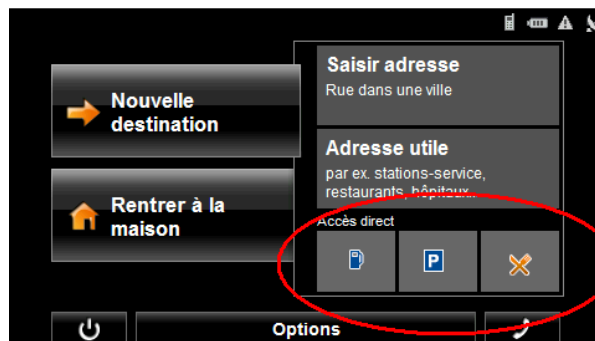 Saisir adresse
Rue dans une ville
Nouvelle
destination
Adresse utile
par ex. stations-service,
restaurants, hôpitaux..
Rentrer à la
maison
Accès direct
P
Options